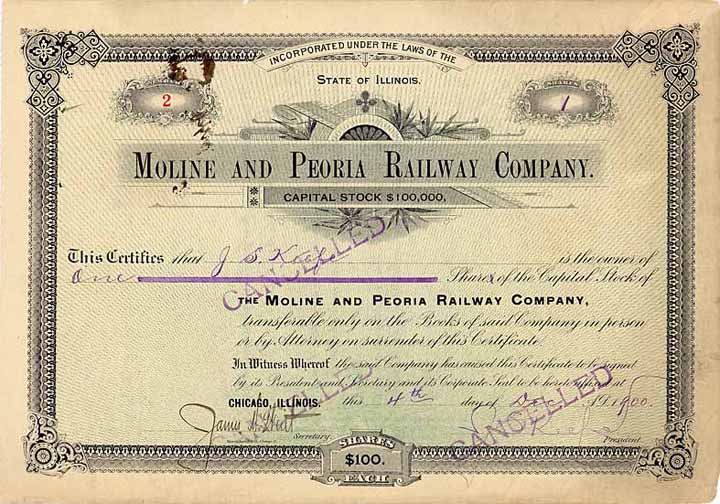 INCORPORATED UNDER THE LAWS OF THE
STATE OF ILLINOIS.
2
SHARES
1
MOLINE AND PEORIA RAILWAY COMPANY.
CAPITAL STOCK $100,000.
This Certifies that J S is the owner of
One Shares of the Capital Stock of
THE MOLINE AND PEORIA RAILWAY COMPANY,
transferable only on the Books of said Company in person
or by Attorney on surrender of this Certificate.
In Witness Whereof the said Company has caused this Certificate to be signed
by its President and Secretary and its Corporate Seal to be hereto affixed at
CHICAGO, ILLINOIS. this 4th day of Dec 1900.
Secretary.
President.
CANCELLED
CANCELLED
SHARES
$100.
EACH